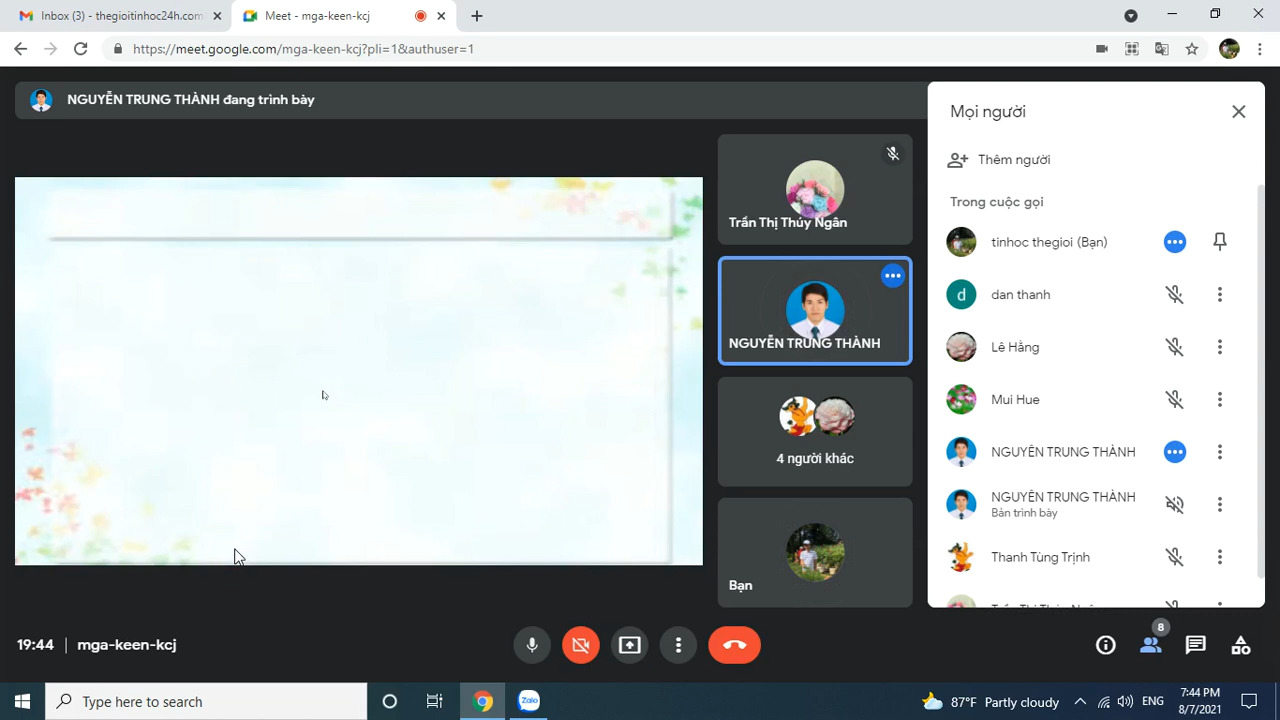 Inbox (3) - thegioitinhoc24h.com
Meet - mga-keen-kcj
https://meet.google.com/mga-keen-kcj?pli=1&authuser=1
NGUYỄN TRUNG THÀNH đang trình bày
Trần Thị Thúy Ngân
NGUYỄN TRUNG THÀNH
4 người khác
Bạn
Mọi người
Thêm người
Trong cuộc gọi
tinhoc thegioi (Bạn)
d
dan thanh
Lê Hằng
Mui Hue
NGUYỄN TRUNG THÀNH
NGUYỄN TRUNG THÀNH
Bản trình bày
Thanh Tùng Trịnh
19:44 | mga-keen-kcj
8
Type here to search
Zalo
87°F Partly cloudy
ENG
7:44 PM
8/7/2021